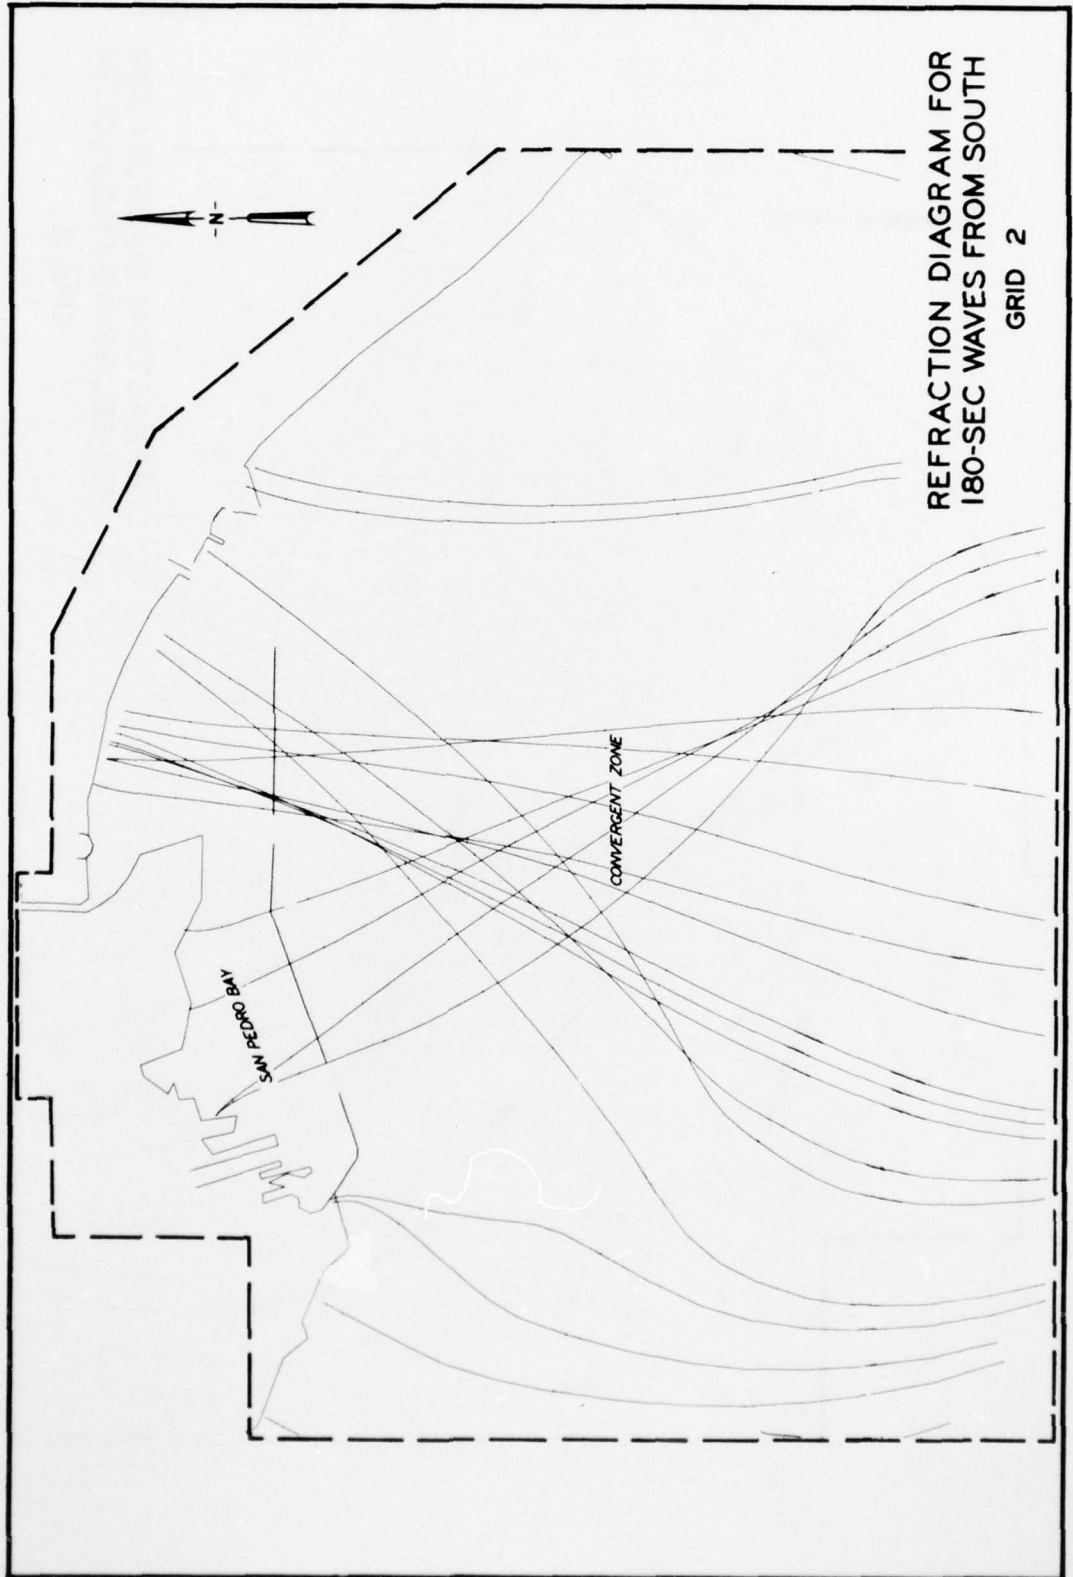 -N-
SAN PEDRO BAY
CONVERGENT ZONE
REFRACTION DIAGRAM FOR
180-SEC WAVES FROM SOUTH
GRID 2